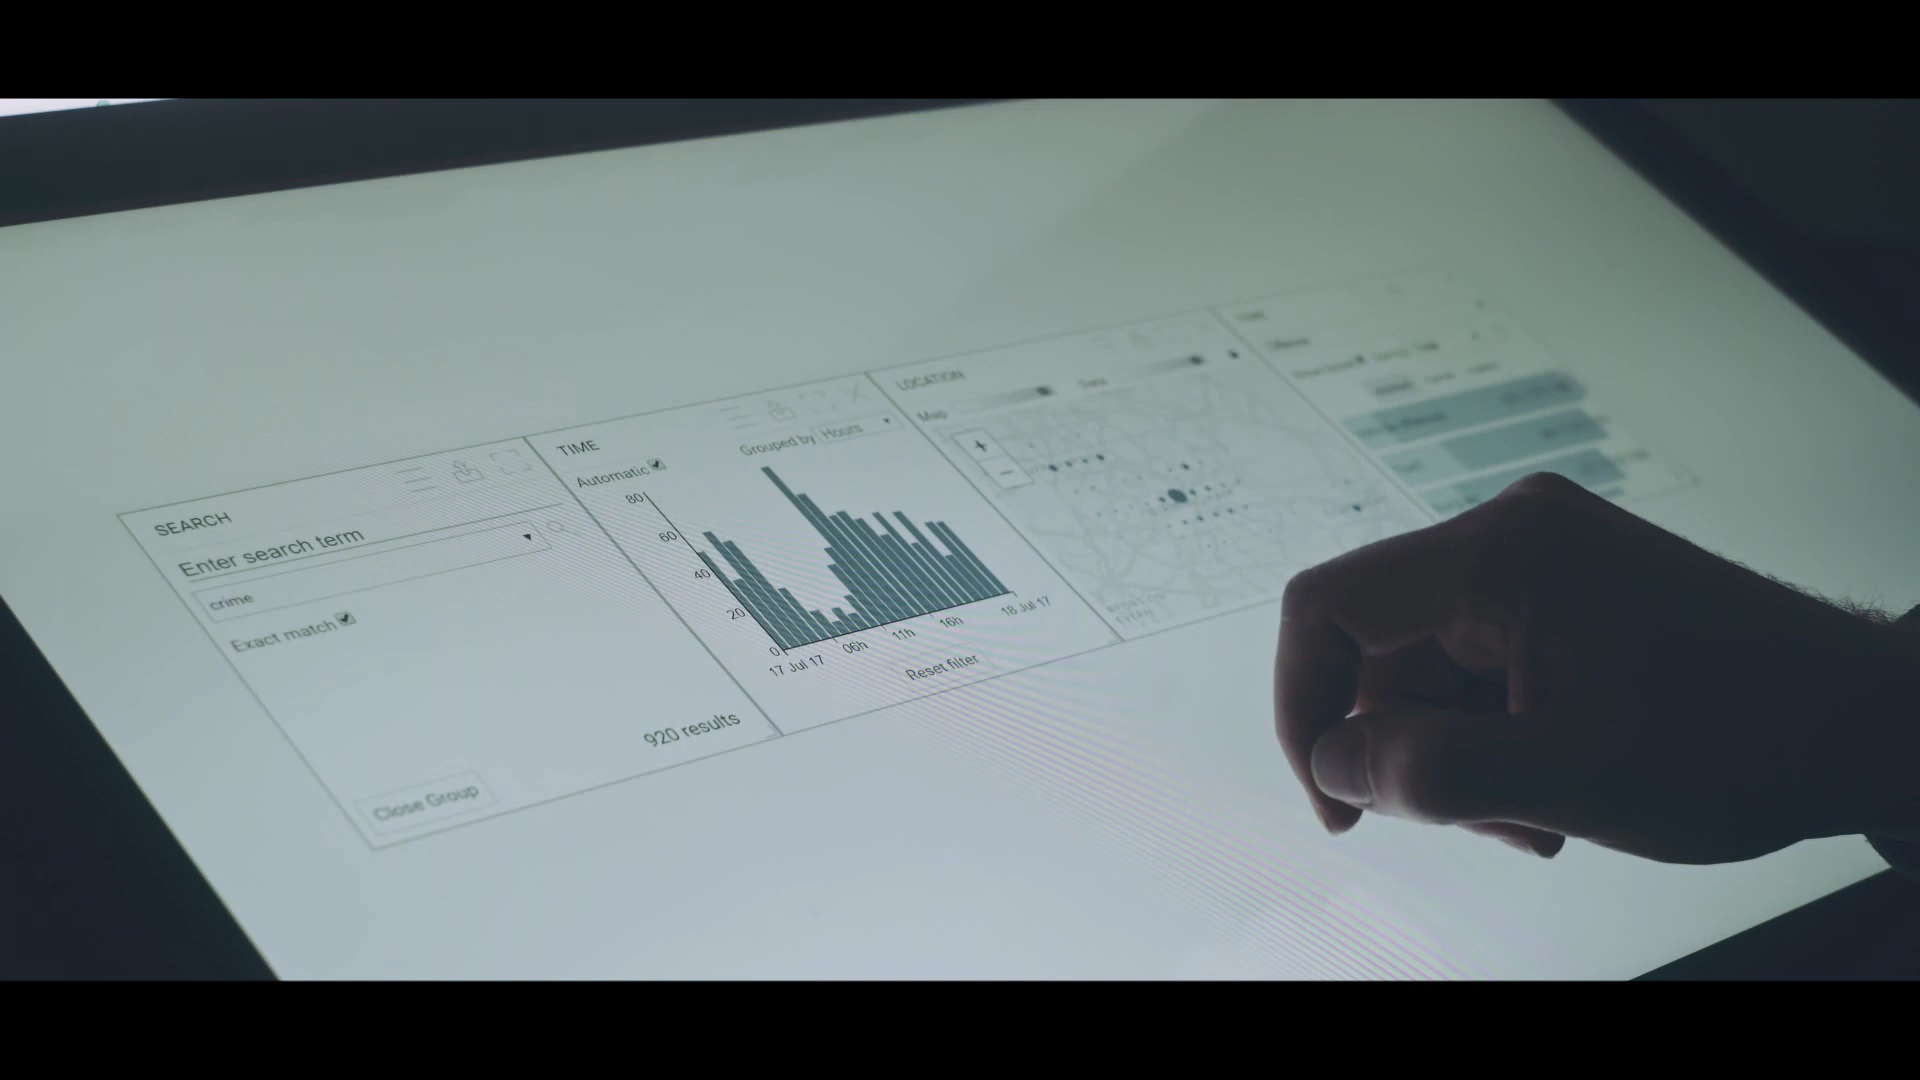 SEARCH
Enter search term
crime
Exact match
920 results
Close Group
TIME
Automatic
Grouped by Hours
80
60
40
20
0
17 Jul 17
06h
11h
16h
18 Jul 17
Reset filter
LOCATION
Map
Data
+
−